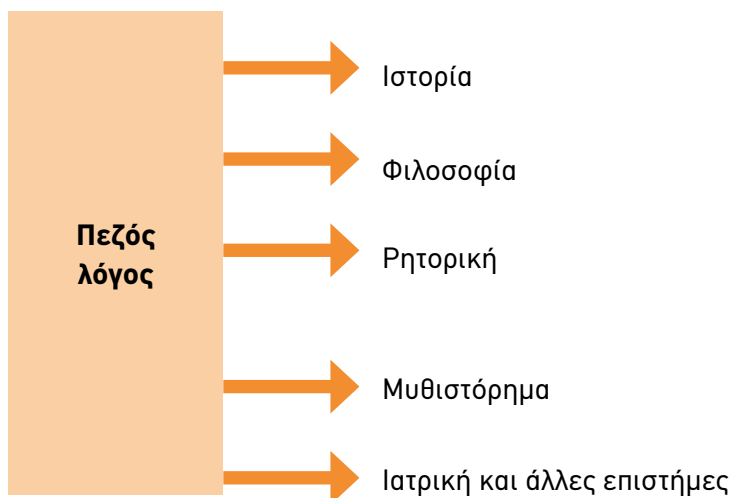 Πεζός
λόγος
Ιστορία
Φιλοσοφία
Ρητορική
Μυθιστόρημα
Ιατρική και άλλες επιστήμες